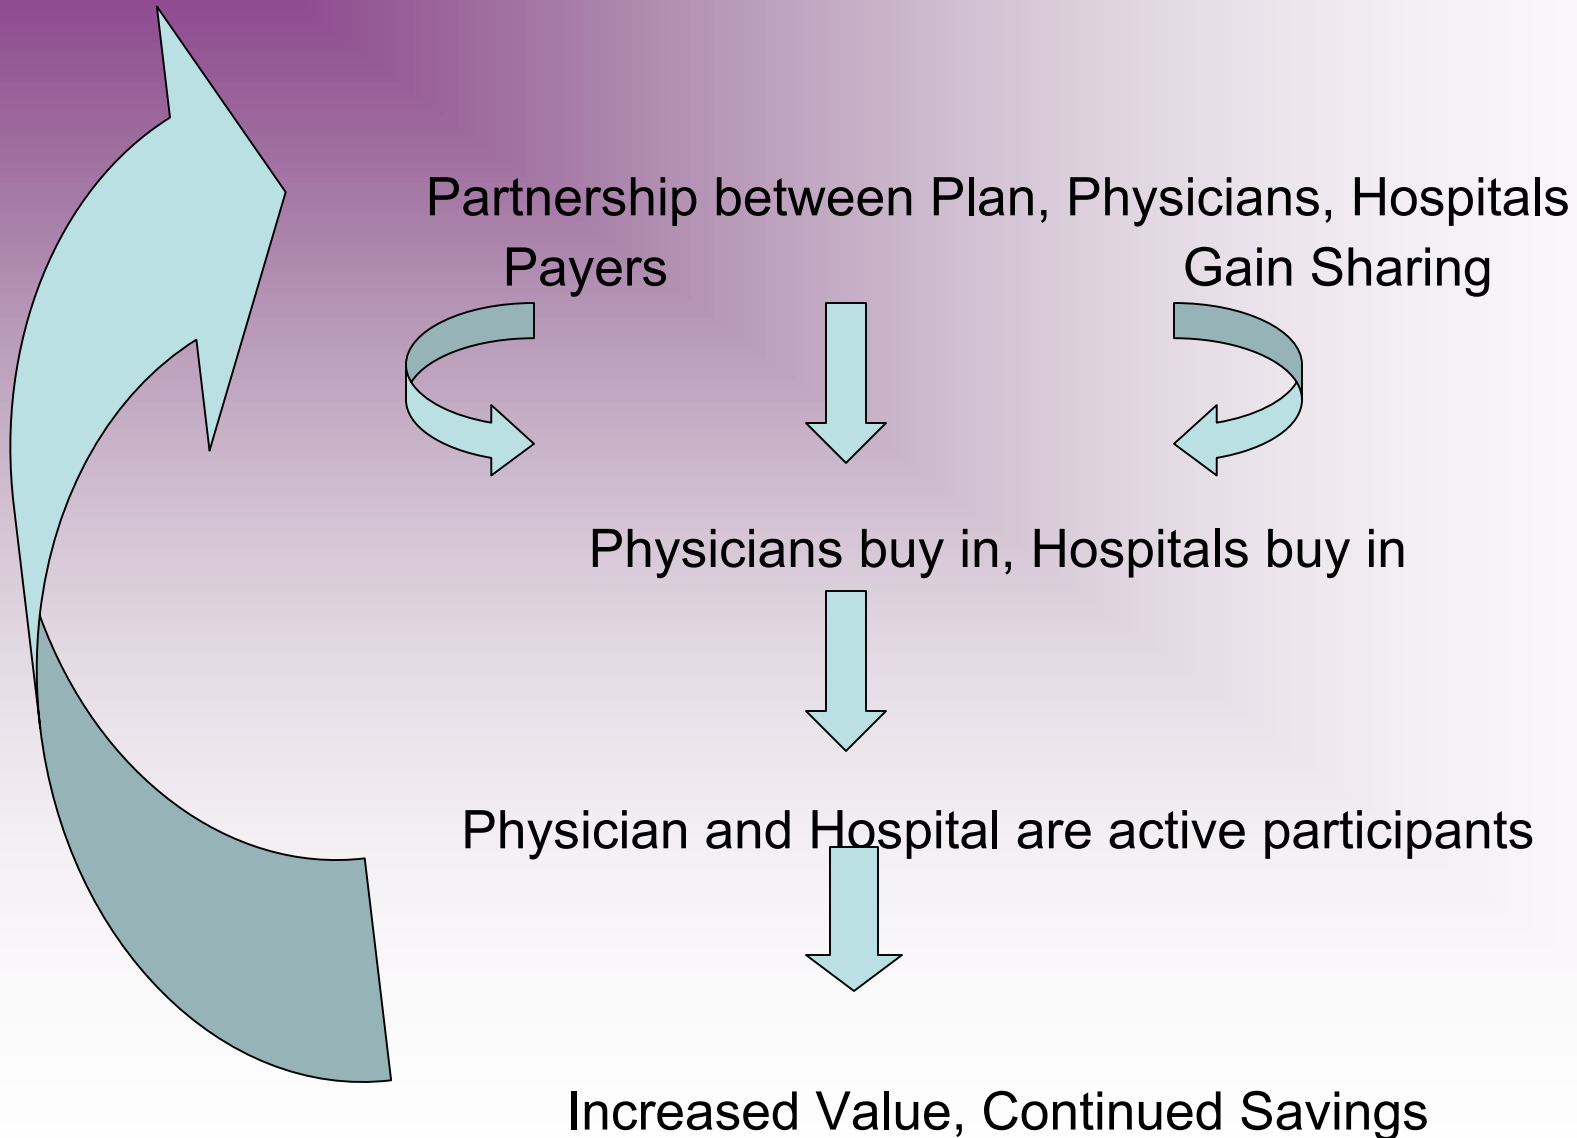 Partnership between Plan, Physicians, Hospitals
Payers Gain Sharing
Physicians buy in, Hospitals buy in
Physician and Hospital are active participants
Increased Value, Continued Savings